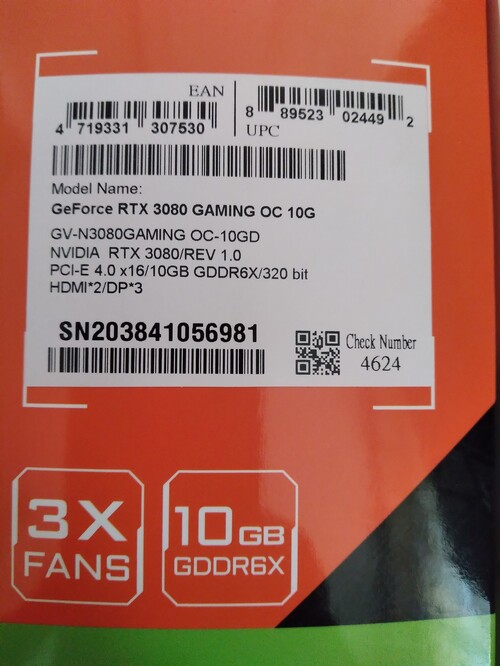 EAN
4 719331 307530
8 89523 02449 2
UPC
Model Name:
GeForce RTX 3080 GAMING OC 10G
GV-N3080GAMING OC-10GD
NVIDIA RTX 3080/REV 1.0
PCI-E 4.0 x16/10GB GDDR6X/320 bit
HDMI*2/DP*3
SN203841056981
Check Number
4624
3X
FANS
10GB
GDDR6X